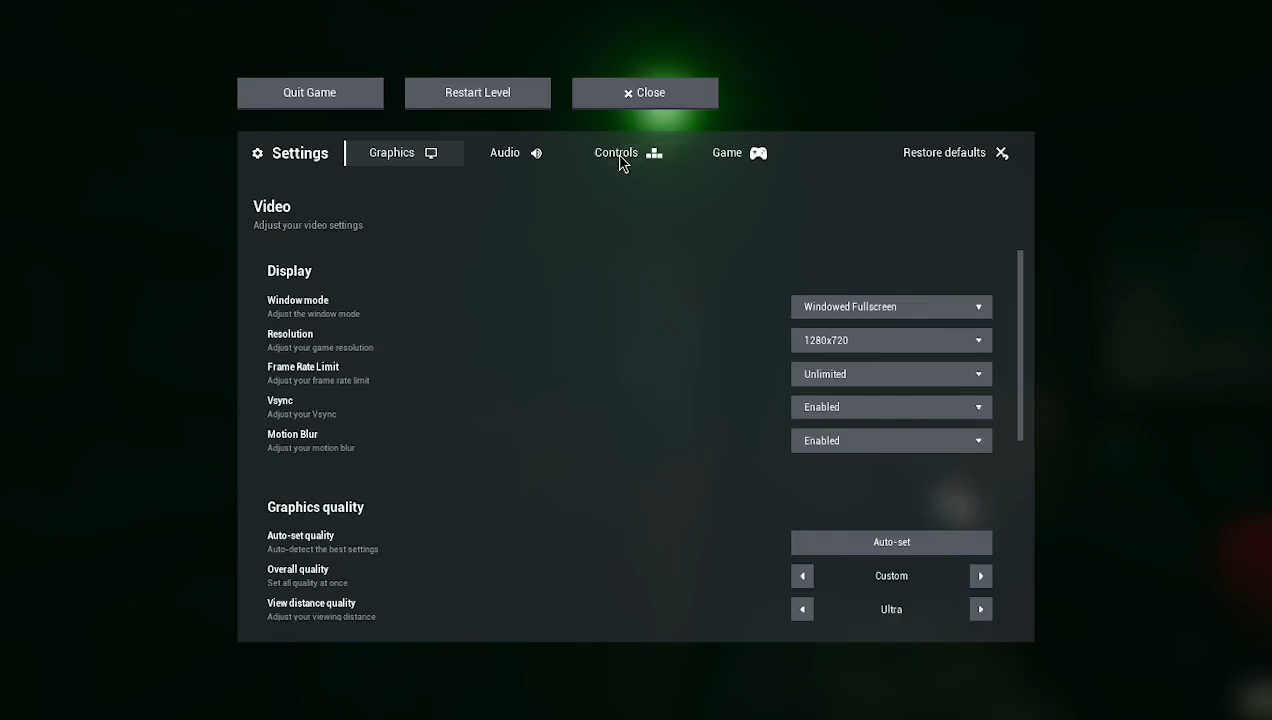 Quit Game
Restart Level
Close
Settings
Graphics
Audio
Controls
Game
Restore defaults
Video
Adjust your video settings
Display
Window mode
Adjust the window mode
Windowed Fullscreen
Resolution
Adjust your game resolution
1280x720
Frame Rate Limit
Adjust your frame rate limit
Unlimited
Vsync
Adjust your Vsync
Enabled
Motion Blur
Adjust your motion blur
Enabled
Graphics quality
Auto-set quality
Auto-detect the best settings
Auto-set
Overall quality
Set all quality at once
Custom
View distance quality
Adjust your viewing distance
Ultra